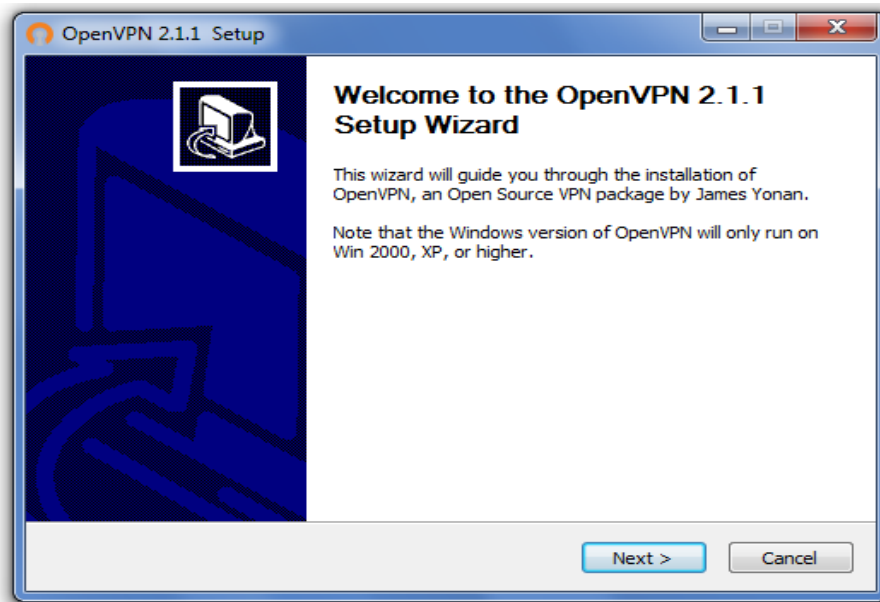 OpenVPN 2.1.1 Setup
Welcome to the OpenVPN 2.1.1
Setup Wizard
This wizard will guide you through the installation of
OpenVPN, an Open Source VPN package by James Yonan.
Note that the Windows version of OpenVPN will only run on
Win 2000, XP, or higher.
Next >
Cancel